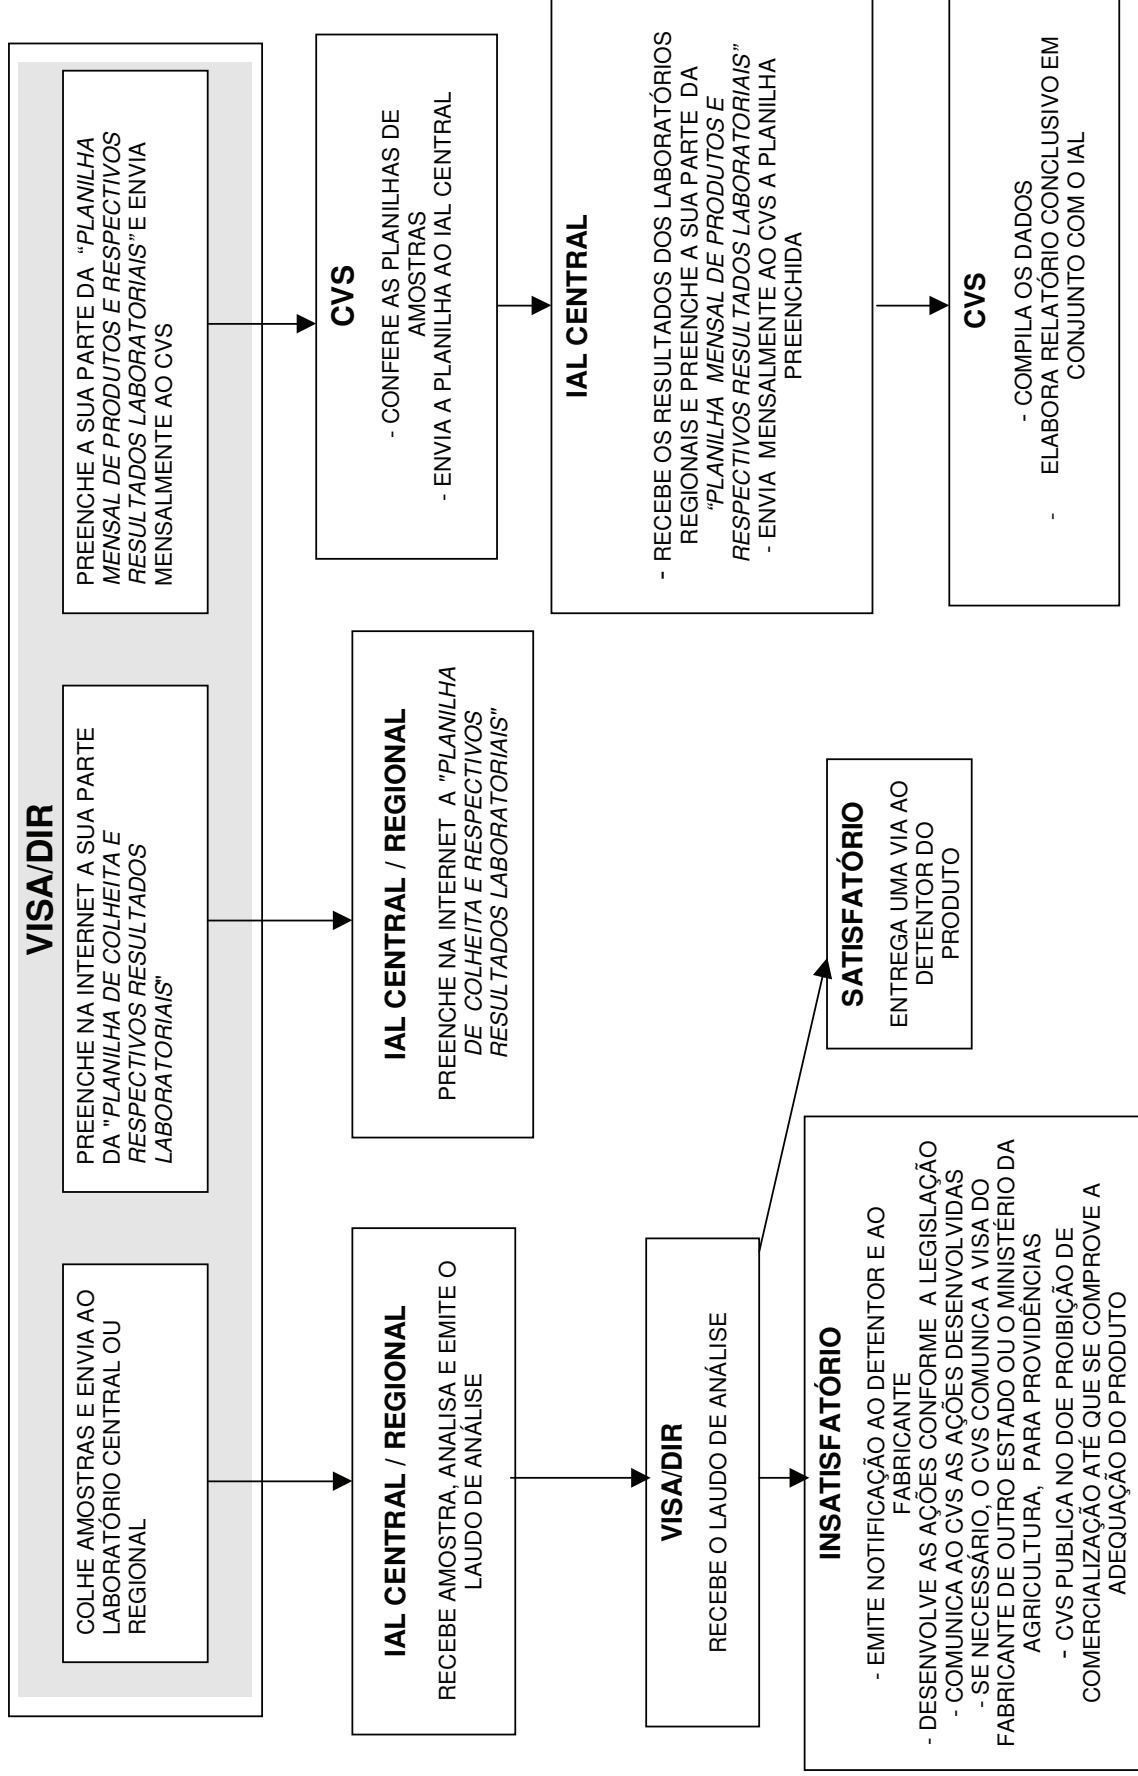 VISA/DIR
COLHE AMOSTRAS E ENVIA AO
LABORATÓRIO CENTRAL OU
REGIONAL
PREENCHE NA INTERNET A SUA PARTE
DA "PLANILHA DE COLHEITA E
RESPECTIVOS RESULTADOS
LABORATORIAIS"
PREENCHE A SUA PARTE DA “PLANILHA
MENSAL DE PRODUTOS E RESPECTIVOS
RESULTADOS LABORATORIAIS” E ENVIA
MENSALMENTE AO CVS
IAL CENTRAL / REGIONAL
RECEBE AMOSTRA, ANALISA E EMITE O
LAUDO DE ANÁLISE
IAL CENTRAL / REGIONAL
PREENCHE NA INTERNET A "PLANILHA
DE COLHEITA E RESPECTIVOS
RESULTADOS LABORATORIAIS"
CVS
- CONFERE AS PLANILHAS DE
AMOSTRAS
- ENVIA A PLANILHA AO IAL CENTRAL
IAL CENTRAL
- RECEBE OS RESULTADOS DOS LABORATÓRIOS
REGIONAIS E PREENCHE A SUA PARTE DA
“PLANILHA MENSAL DE PRODUTOS E
RESPECTIVOS RESULTADOS LABORATORIAIS”
- ENVIA MENSALMENTE AO CVS A PLANILHA
PREENCHIDA
VISA/DIR
RECEBE O LAUDO DE ANÁLISE
SATISFATÓRIO
ENTREGA UMA VIA AO
DETENTOR DO
PRODUTO
INSATISFATÓRIO
- EMITE NOTIFICAÇÃO AO DETENTOR E AO
FABRICANTE
- DESENVOLVE AS AÇÕES CONFORME A LEGISLAÇÃO
- COMUNICA AO CVS AS AÇÕES DESENVOLVIDAS
- SE NECESSÁRIO, O CVS COMUNICA A VISA DO
FABRICANTE DE OUTRO ESTADO OU O MINISTÉRIO DA
AGRICULTURA, PARA PROVIDÊNCIAS
- CVS PUBLICA NO DOE PROIBIÇÃO DE
COMERCIALIZAÇÃO ATÉ QUE SE COMPROVE A
ADEQUAÇÃO DO PRODUTO
CVS
- COMPILA OS DADOS
- ELABORA RELATÓRIO CONCLUSIVO EM
CONJUNTO COM O IAL